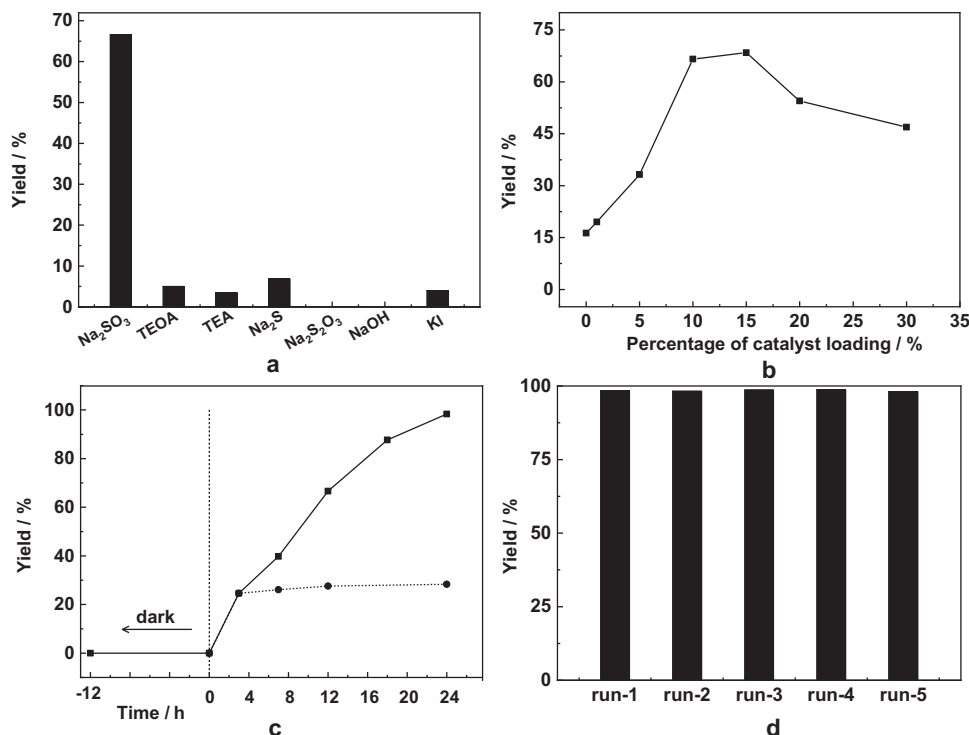 70
60
50
40
30
20
10
0
Yield / %
Na2SO3
TEOA
TEA
Na2S
Na2S2O3
NaOH
KI
a
75
60
45
30
15
0
Yield / %
0 5 10 15 20 25 30 35
Percentage of catalyst loading / %
b
100
80
60
40
20
0
Yield / %
dark
-12 0 4 8 12 16 20 24
Time / h
c
100
75
50
25
0
Yield / %
run-1 run-2 run-3 run-4 run-5
d